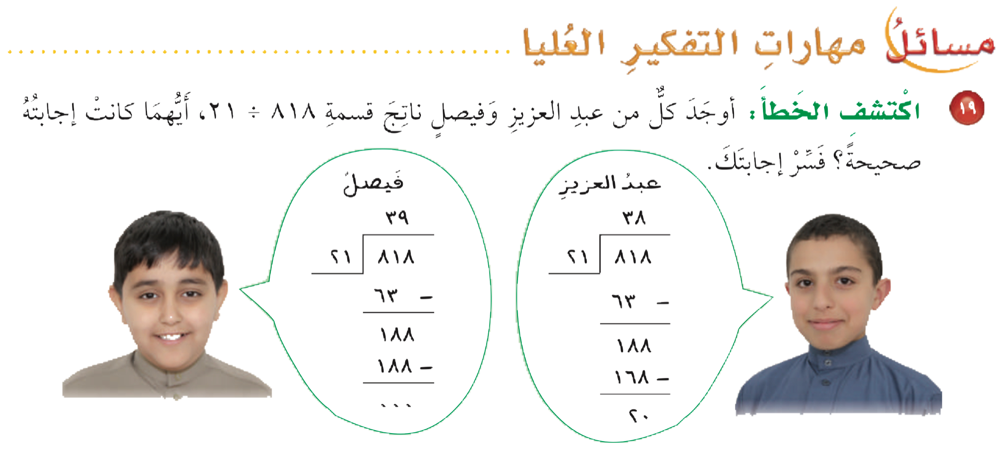 مسائلُ مهاراتِ التفكيرِ العُليا
١٩ اكْتشفِ الخَطأَ: أوجَدَ كلٌّ من عبدِ العزيزِ وَفيصلٍ ناتِجَ قسمةِ ٨١٨ ÷ ٢١، أَيُّهمَا كانتْ إجابتُهُ
صحيحةً؟ فَسِّرْ إجابتَكَ.
عبدُ العزيزِ
٣٨
٢١ ٨١٨
٦٣ −
١٨٨
١٦٨ −
٢٠
فَيصلٌ
٣٩
٢١ ٨١٨
٦٣ −
١٨٨
١٨٨ −
٠٠٠